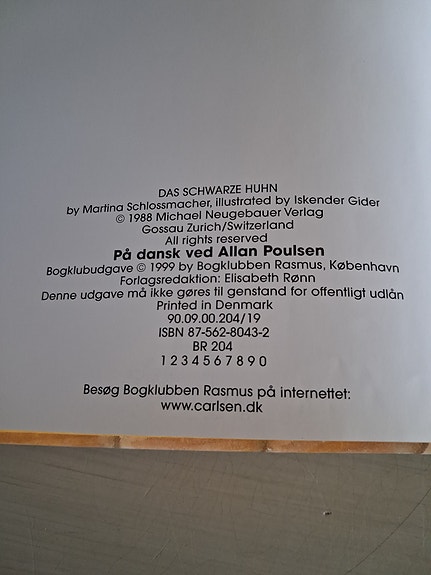 DAS SCHWARZE HUHN
by Martina Schlossmacher, illustrated by Iskender Gider
© 1988 Michael Neugebauer Verlag
Gossau Zurich/Switzerland
All rights reserved
På dansk ved Allan Poulsen
Bogklubudgave © 1999 by Bogklubben Rasmus, København
Forlagsredaktion: Elisabeth Rønn
Denne udgave må ikke gøres til genstand for offentligt udlån
Printed in Denmark
90.09.00.204/19
ISBN 87-562-8043-2
BR 204
1 2 3 4 5 6 7 8 9 0
Besøg Bogklubben Rasmus på internettet:
www.carlsen.dk